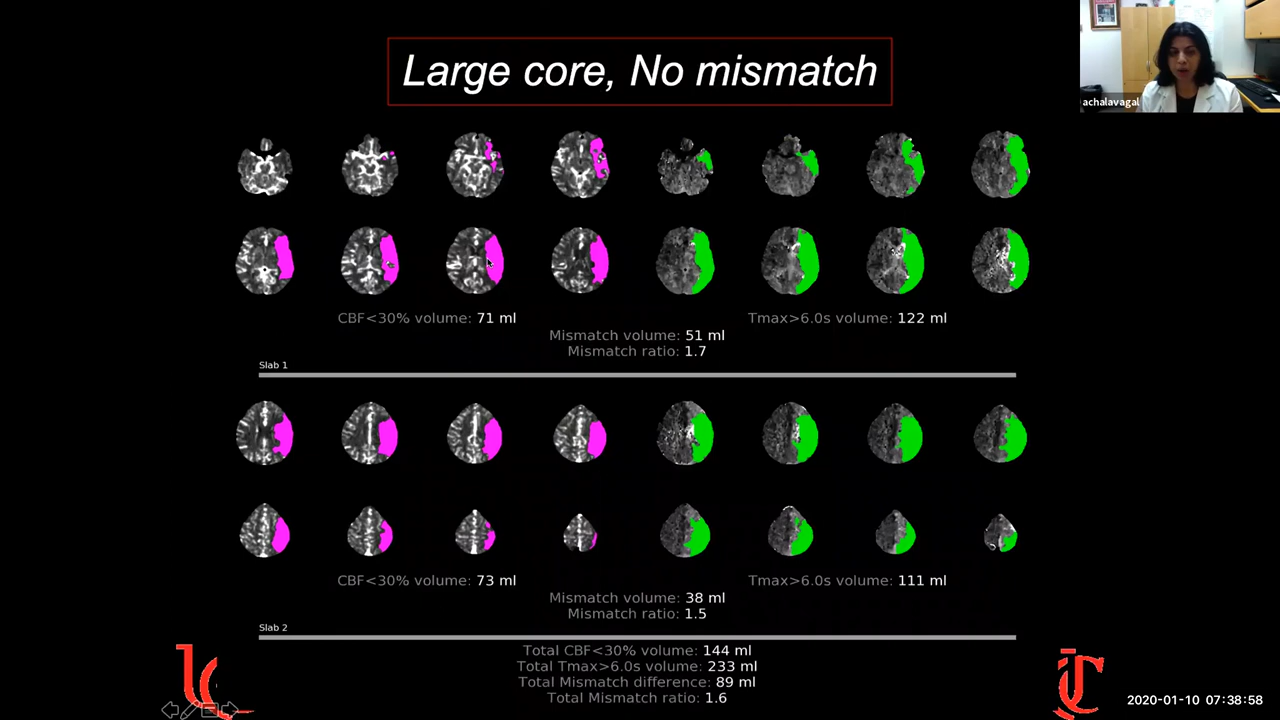 Large core, No mismatch
achalavagal
CBF<30% volume: 71 ml
Tmax>6.0s volume: 122 ml
Mismatch volume: 51 ml
Mismatch ratio: 1.7
Slab 1
CBF<30% volume: 73 ml
Tmax>6.0s volume: 111 ml
Mismatch volume: 38 ml
Mismatch ratio: 1.5
Slab 2
Total CBF<30% volume: 144 ml
Total Tmax>6.0s volume: 233 ml
Total Mismatch difference: 89 ml
Total Mismatch ratio: 1.6
2020-01-10 07:38:58